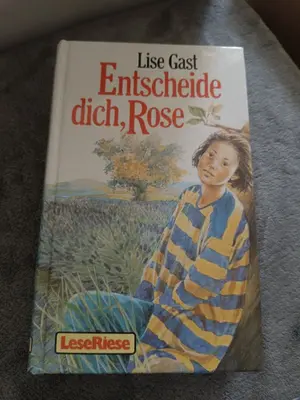 Lise Gast
Entscheide
dich, Rose
LeseRiese